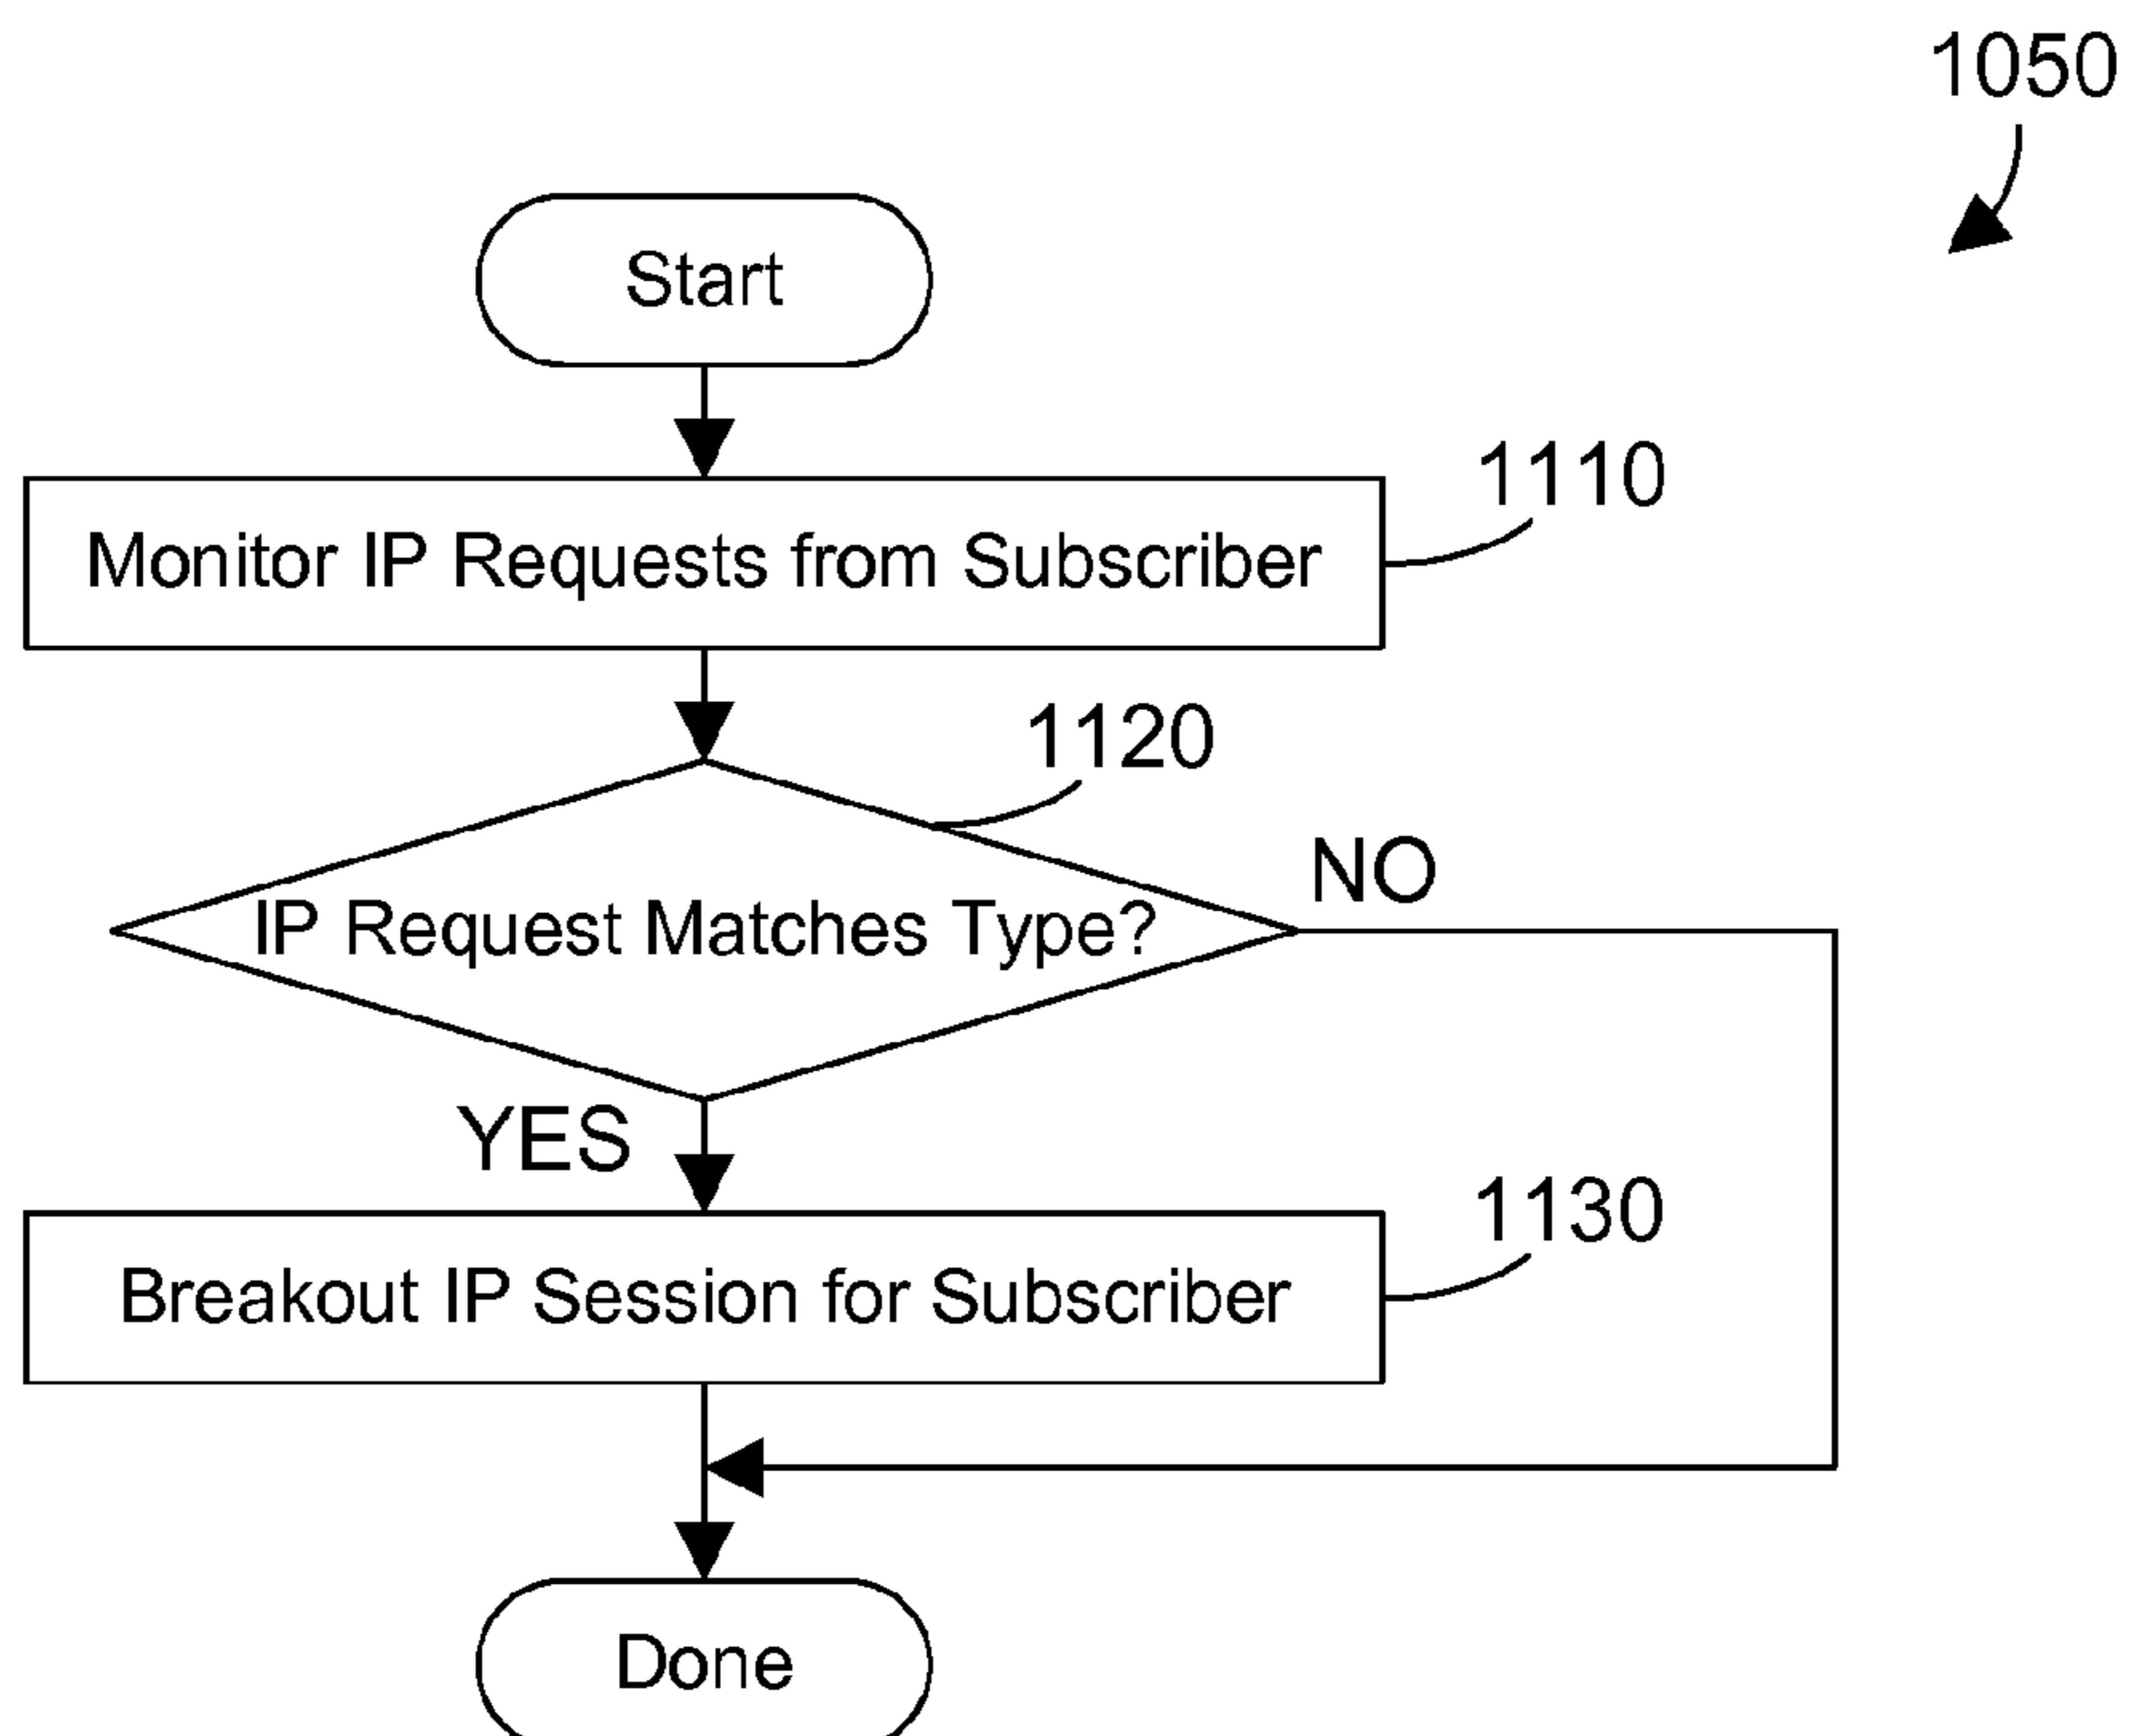 1050
Start
1110
Monitor IP Requests from Subscriber
1120
NO
IP Request Matches Type?
YES
1130
Breakout IP Session for Subscriber
Done